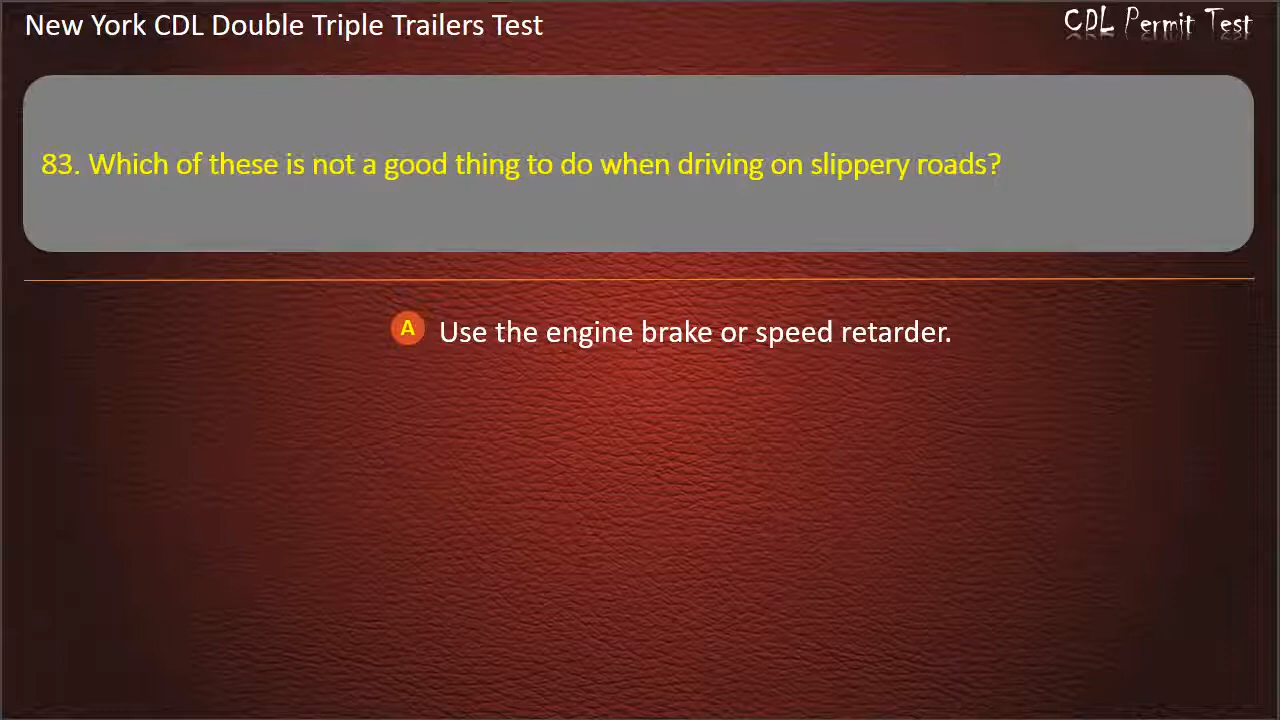 New York CDL Double Triple Trailers Test
CDL Permit Test
83. Which of these is not a good thing to do when driving on slippery roads?
A Use the engine brake or speed retarder.